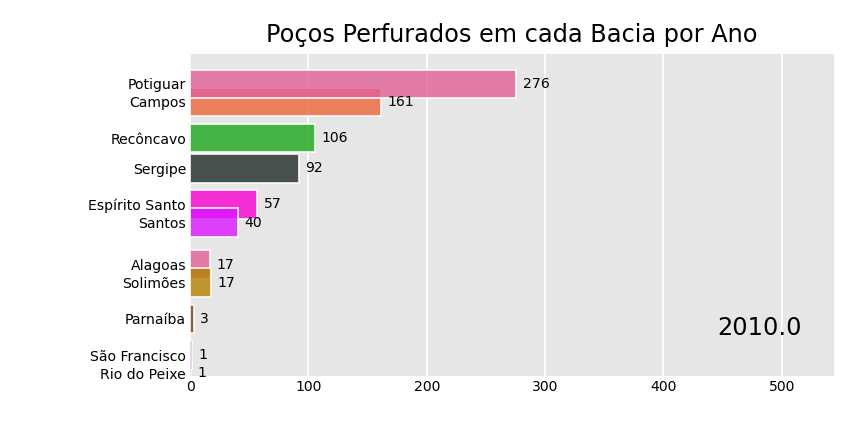 Poços Perfurados em cada Bacia por Ano
Potiguar 276
Campos 161
Recôncavo 106
Sergipe 92
Espírito Santo 57
Santos 40
Alagoas 17
Solimões 17
Parnaíba 3
2010.0
São Francisco 1
Rio do Peixe 1
0 100 200 300 400 500